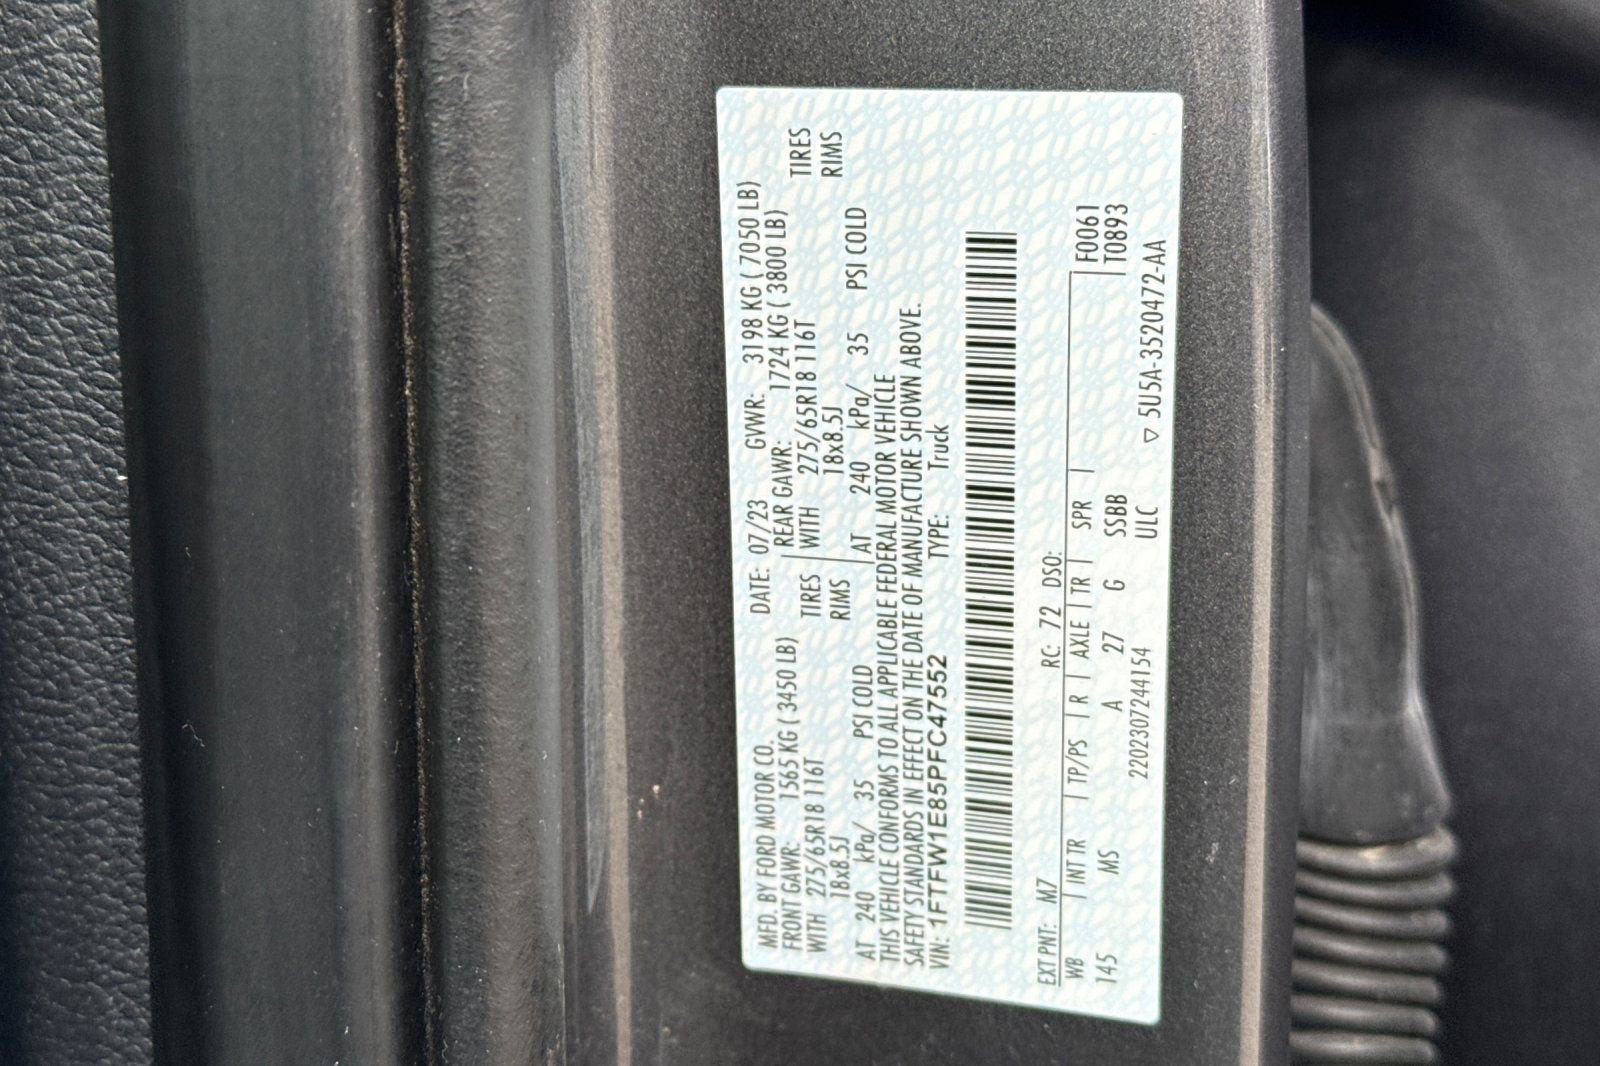 MFD. BY FORD MOTOR CO. DATE: 07/23 GVWR: 3198 KG ( 7050 LB)
FRONT GAWR: 1565 KG ( 3450 LB) REAR GAWR: 1724 KG ( 3800 LB)
WITH 275/65R18 116T TIRES WITH 275/65R18 116T TIRES
18x8.5J RIMS 18x8.5J RIMS
AT 240 kPa/ 35 PSI COLD AT 240 kPa/ 35 PSI COLD
THIS VEHICLE CONFORMS TO ALL APPLICABLE FEDERAL MOTOR VEHICLE
SAFETY STANDARDS IN EFFECT ON THE DATE OF MANUFACTURE SHOWN ABOVE.
VIN: 1FTFW1E85PFC47552 TYPE: Truck
EXT PNT: M7 RC: 72 DSO:
WB INT TR TP/PS R AXLE TR SPR F0061
145 MS A 27 G SSBB T0893
2202307244154 ULC ▽ 5U5A-3520472-AA